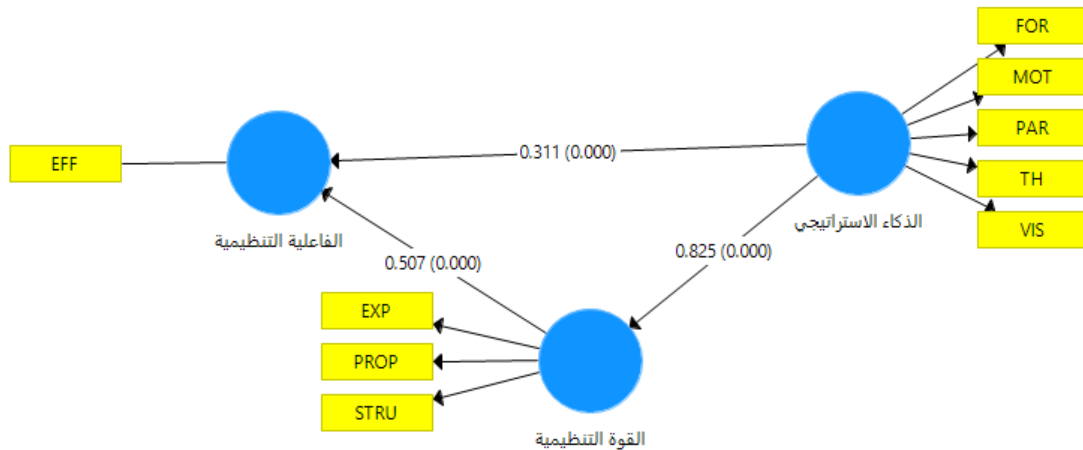 FOR
MOT
PAR
TH
VIS
EFF
0.311 (0.000)
الذكاء الاستراتيجي
الفاعلية التنظيمية
0.825 (0.000)
0.507 (0.000)
EXP
PROP
STRU
القوة التنظيمية